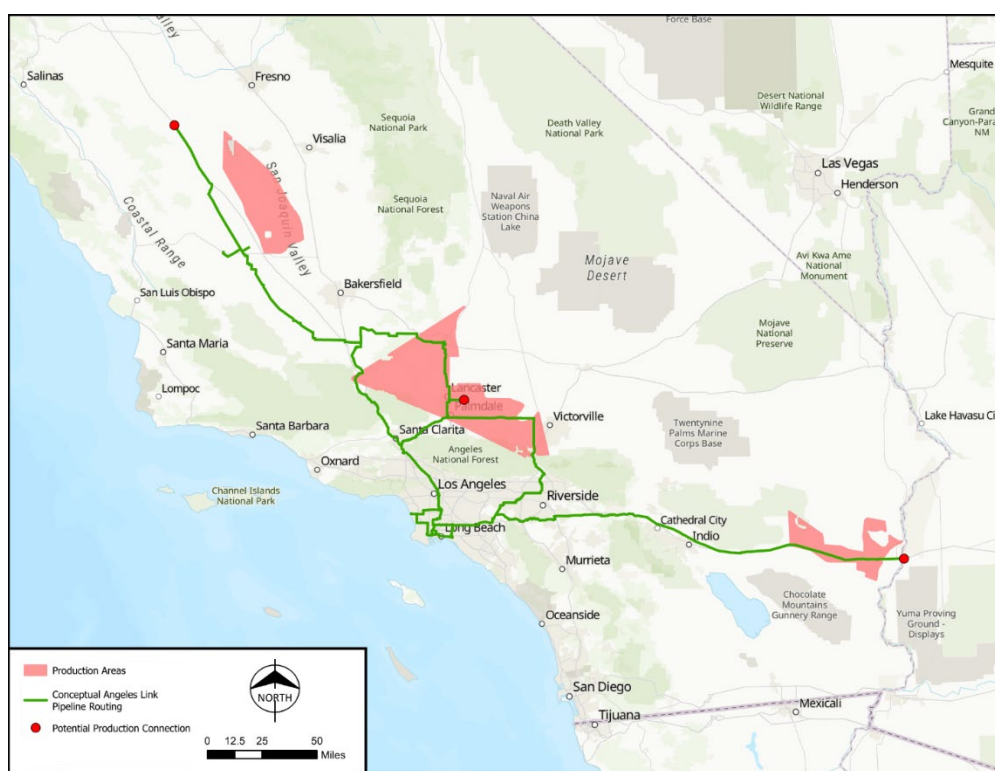 Force Base
Valley
Salinas
Fresno
Mesquite
Sequoia
National Park
Death Valley
National Park
Desert National
Wildlife Range
Grand
Canyon-Para
NM
Visalia
Las Vegas
Henderson
San Joaquin Valley
Sequoia
National Forest
Naval Air
Weapons
Station China
Lake
Coastal Range
Mojave
Desert
Avi Kwa Ame
National
Monument
San Luis Obispo
Bakersfield
Mojave
National
Preserve
Santa Maria
Lompoc
Lancaster
Palmdale
Victorville
Lake Havasu Ci
Santa Barbara
Santa Clarita
Twentynine
Palms Marine
Corps Base
Oxnard
Angeles
National Forest
Channel Islands
National Park
Los Angeles
Riverside
Long Beach
Cathedral City
Indio
Murrieta
Chocolate
Mountains
Gunnery Range
Yuma Proving
Ground -
Displays
Oceanside
San Diego
Tijuana
Mexicali
Production Areas
Conceptual Angeles Link
Pipeline Routing
Potential Production Connection
NORTH
0 12.5 25 50
Miles